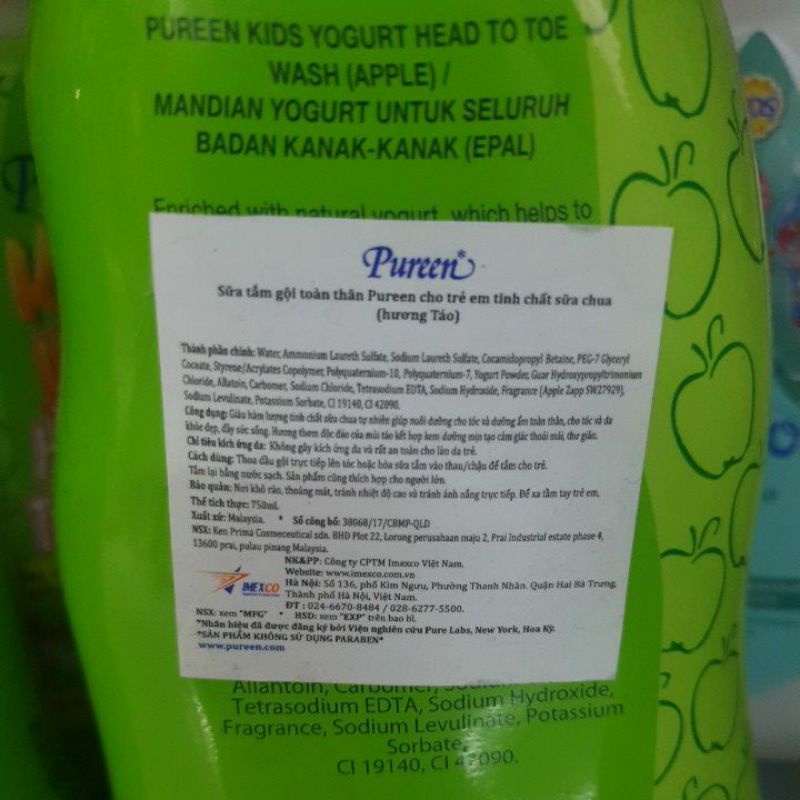 PUREEN KIDS YOGURT HEAD TO TOE
WASH (APPLE) /
MANDIAN YOGURT UNTUK SELURUH
BADAN KANAK-KANAK (EPAL)
Enriched with natural yogurt, which helps to
Pureen
Sữa tắm gội toàn thân Pureen cho trẻ em tinh chất sữa chua
(hương Táo)
Thành phần chính: Water, Ammonium Laureth Sulfate, Sodium Laureth Sulfate, Cocamidopropyl Betaine, PEG-7 Glyceryl
Cocoate, Styrene/Acrylates Copolymer, Polyquaternium-10, Polyquaternium-7, Yogurt Powder, Guar Hydroxypropyltrimonium
Chloride, Allatoin, Carbomer, Sodium Chloride, Tetrasodium EDTA, Sodium Hydroxide, Fragrance (Apple Zapp SW27929),
Sodium Levulinate, Potassium Sorbate, CI 19140, CI 42090.
Công dụng: Giàu hàm lượng tinh chất sữa chua tự nhiên giúp nuôi dưỡng cho tóc và dưỡng ẩm toàn thân, cho tóc và da
khỏe đẹp, đầy sức sống. Hương thơm độc đáo của mùi táo kết hợp kem dưỡng mịn tạo cảm giác thoải mái, thư giãn.
Chỉ tiêu kích ứng da: Không gây kích ứng da và rất an toàn cho làn da trẻ.
Cách dùng: Thoa dầu gội trực tiếp lên tóc hoặc hòa sữa tắm vào thau/chậu để tắm cho trẻ.
Tắm lại bằng nước sạch. Sản phẩm cũng thích hợp cho người lớn.
Bảo quản: Nơi khô ráo, thoáng mát, tránh nhiệt độ cao và tránh ánh nắng trực tiếp. Để xa tầm tay trẻ em.
Thể tích thực: 750ml.
Xuất xứ: Malaysia. * Số công bố: 38068/17/CBMP-QLD
NSX: Ken Prima Cosmeceutical sdn. BHD Plot 22, Lorong perusahaan maju 2, Prai Industrial estate phase 4,
13600 prai, pulau pinang Malaysia.
NK&PP: Công ty CPTM Imexco Việt Nam.
Website: www.imexco.com.vn
IMEXCO
Hà Nội: Số 136, phố Kim Ngưu, Phường Thanh Nhàn. Quận Hai Bà Trưng,
Thành phố Hà Nội, Việt Nam.
ĐT : 024-6670-8484 / 028-6277-5500.
NSX: xem "MFG" * HSD: xem "EXP" trên bao bì.
*Nhãn hiệu đã được đăng ký bởi Viện nghiên cứu Pure Labs, New York, Hoa Kỳ.
*SẢN PHẨM KHÔNG SỬ DỤNG PARABEN*
www.pureen.com
Allantoin, Carbomer,
Tetrasodium EDTA, Sodium Hydroxide,
Fragrance, Sodium Levulinate, Potassium
Sorbate,
CI 19140, CI 42090.